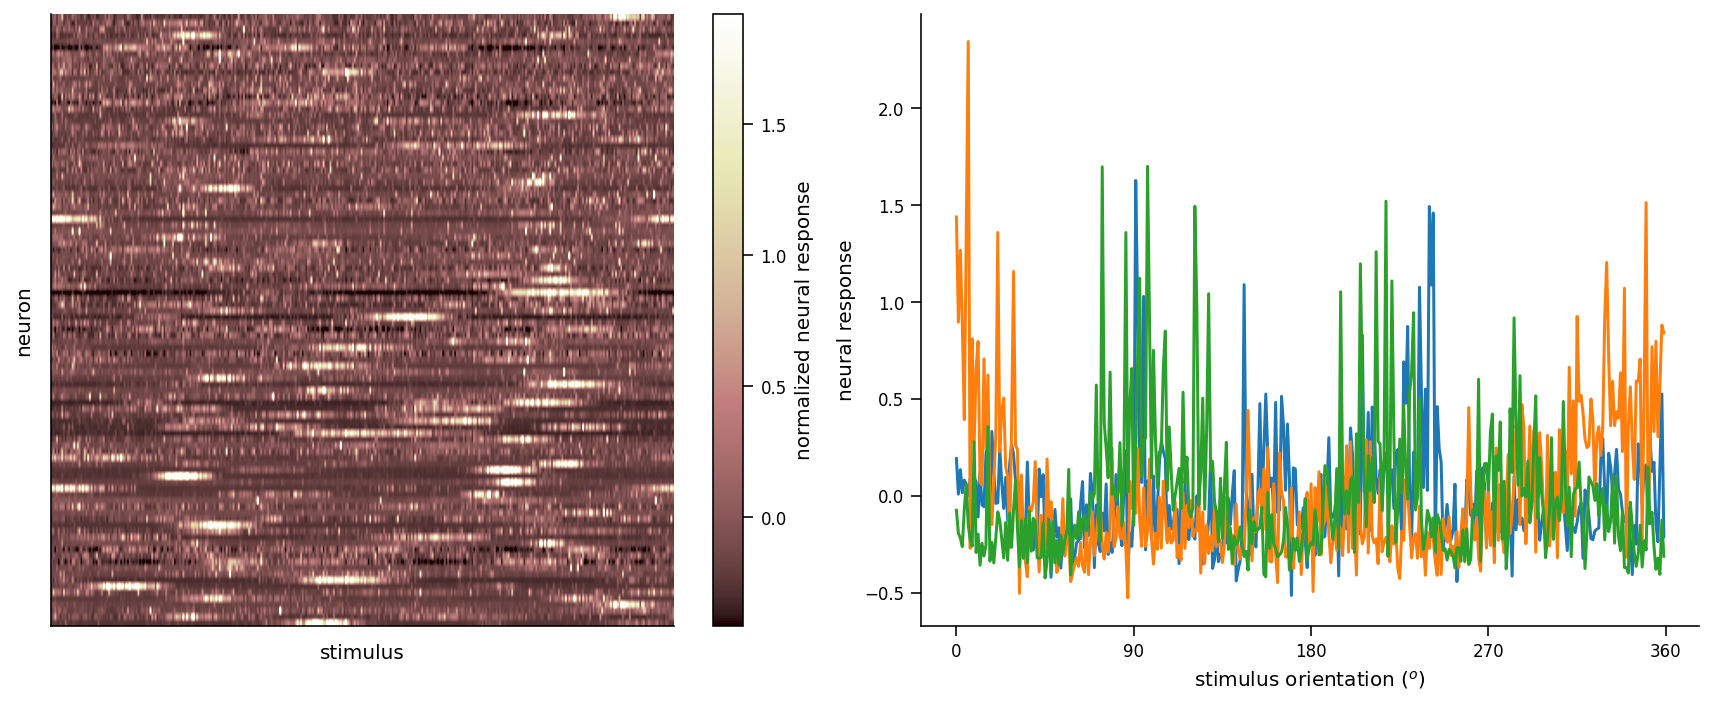 neuron
stimulus
1.5
1.0
0.5
0.0
normalized neural response
neural response
2.0
1.5
1.0
0.5
0.0
−0.5
0 90 180 270 360
stimulus orientation (o)